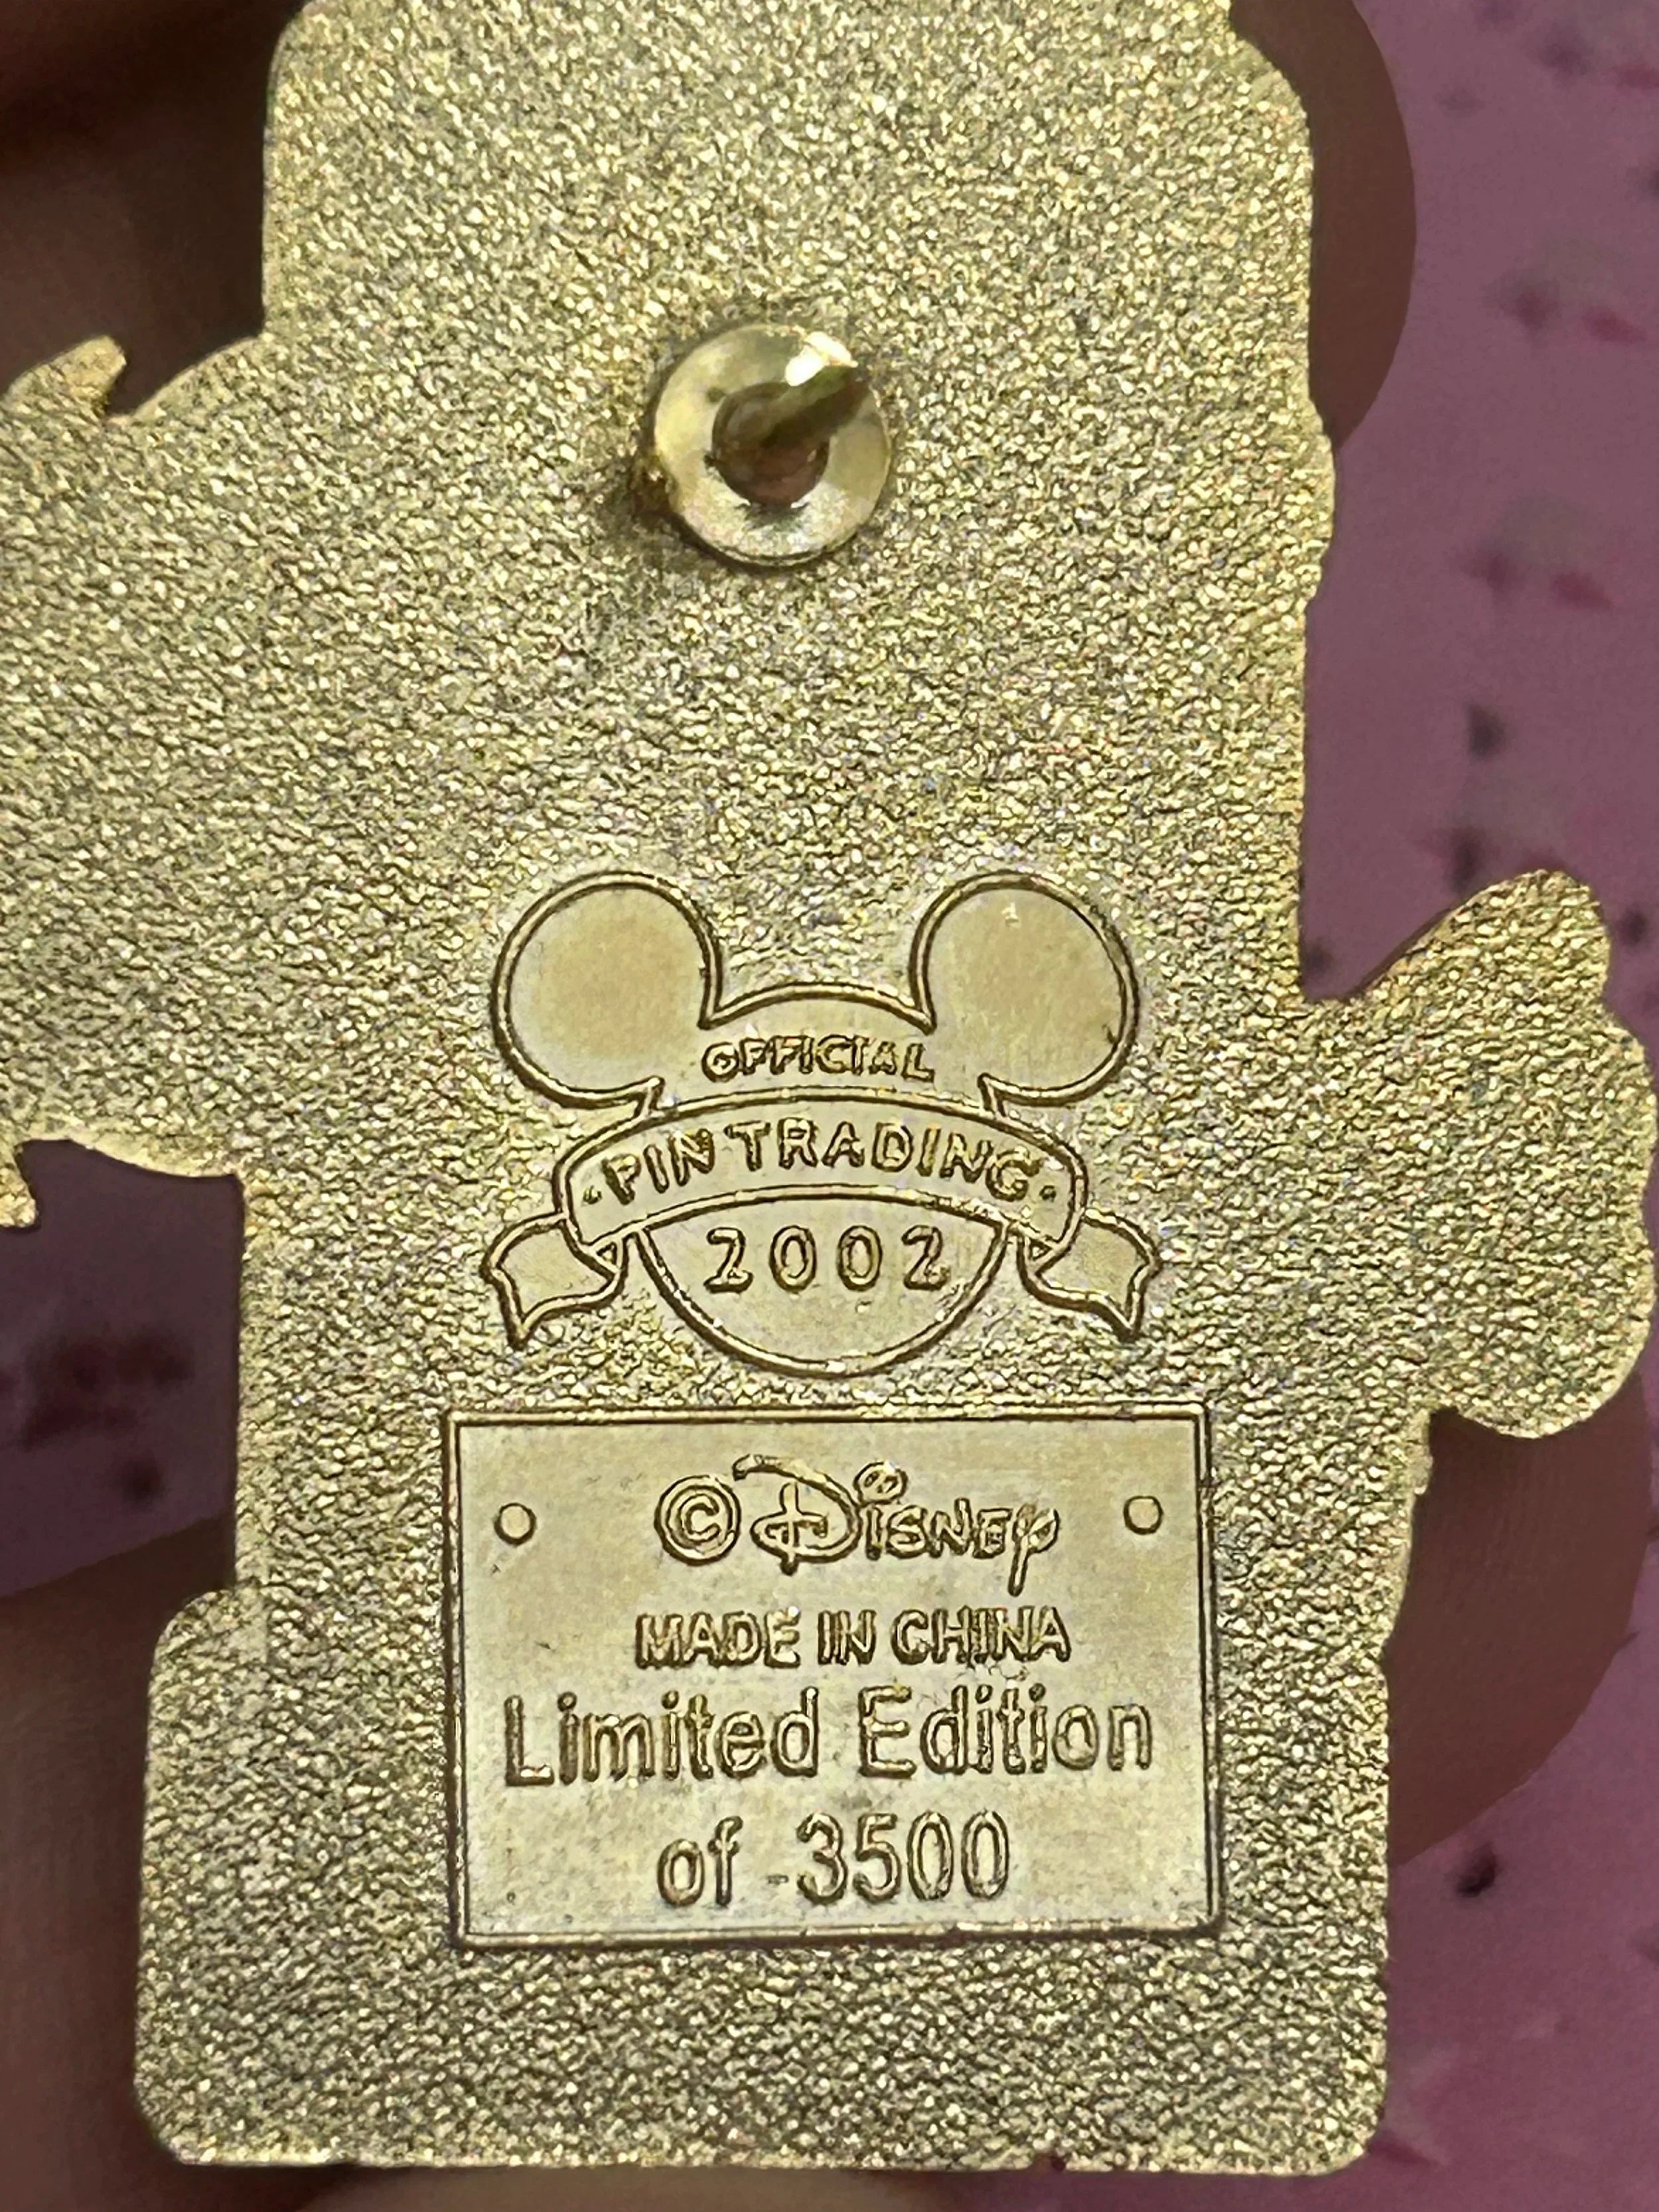 OFFICIAL
·PIN TRADING·
2002
©Disney
MADE IN CHINA
Limited Edition
of 3500